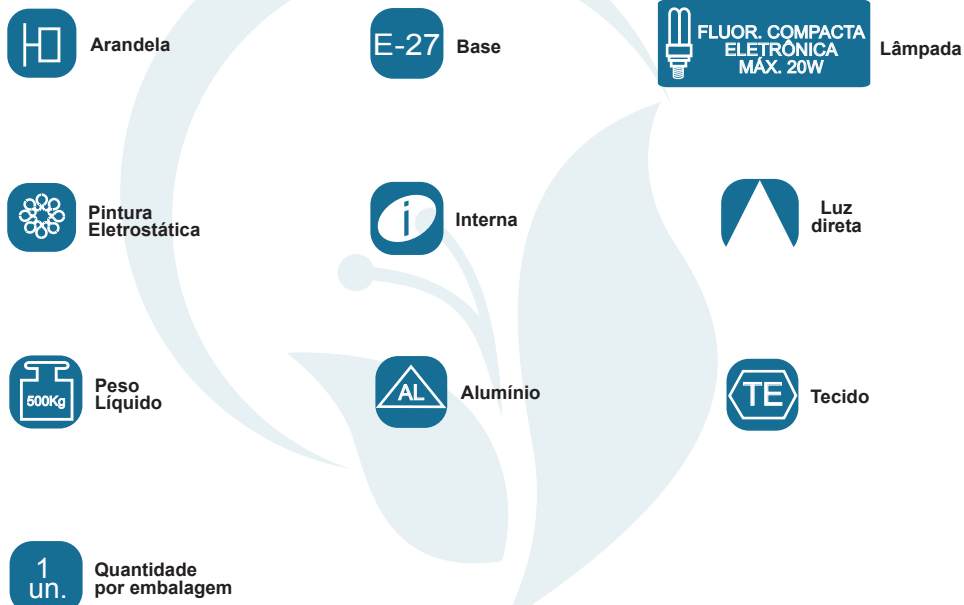 Arandela
E-27
Base
FLUOR. COMPACTA
ELETRÔNICA
MÁX. 20W
Lâmpada
Pintura
Eletrostática
i
Interna
Luz
direta
500Kg
Peso
Líquido
AL
Alumínio
TE
Tecido
1
un.
Quantidade
por embalagem